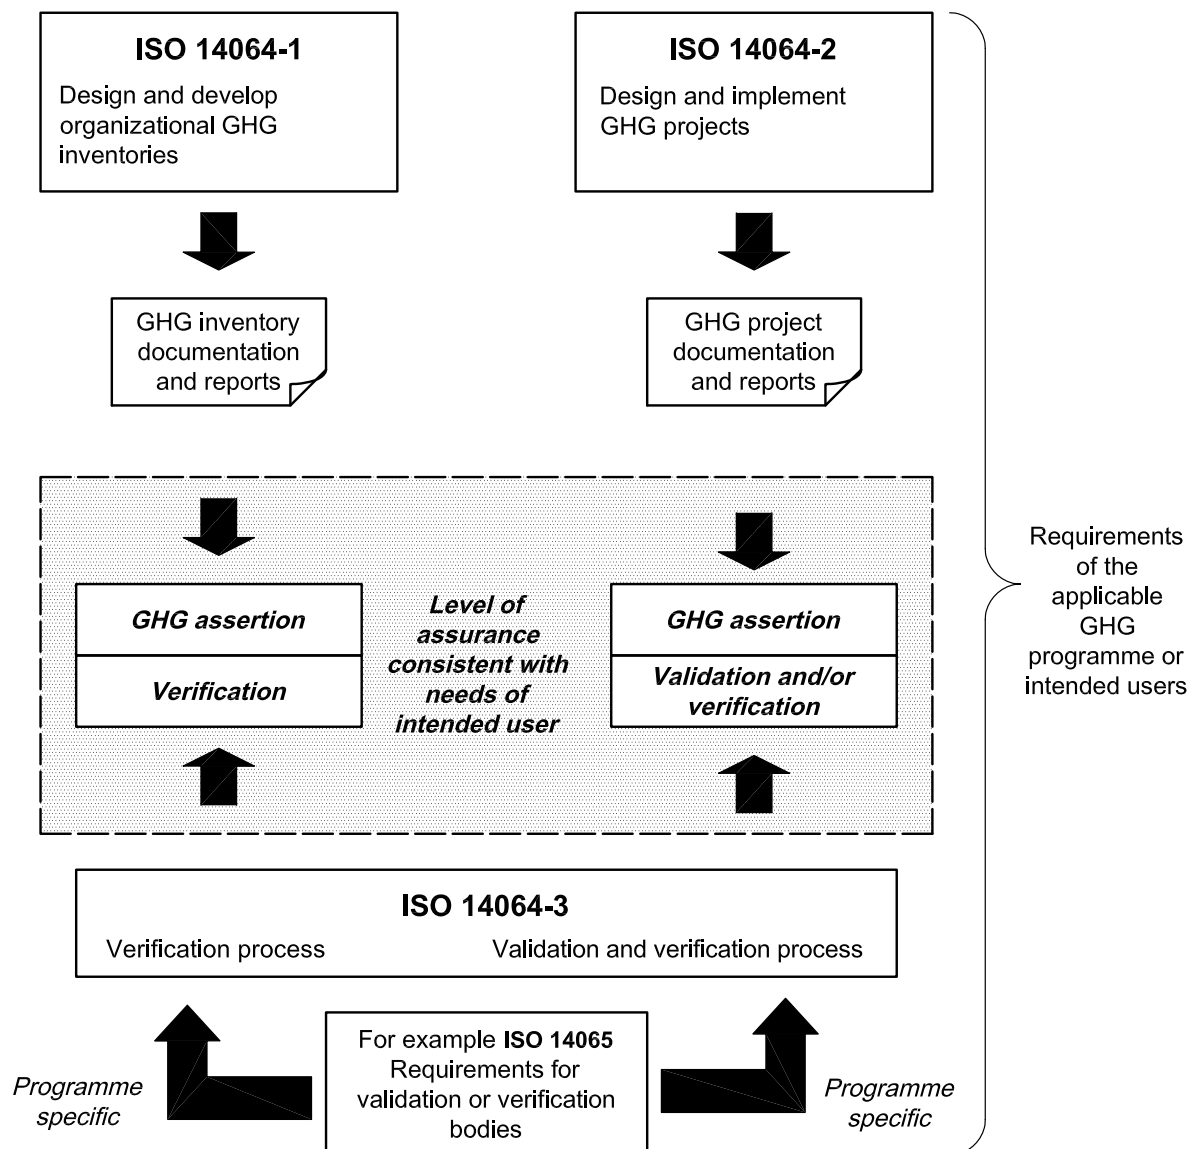 ISO 14064-1
Design and develop
organizational GHG
inventories
ISO 14064-2
Design and implement
GHG projects
GHG inventory
documentation
and reports
GHG project
documentation
and reports
GHG assertion
Verification
Level of
assurance
consistent with
needs of
intended user
GHG assertion
Validation and/or
verification
Requirements
of the
applicable
GHG
programme or
intended users
ISO 14064-3
Verification process
Validation and verification process
Programme
specific
For example ISO 14065
Requirements for
validation or verification
bodies
Programme
specific